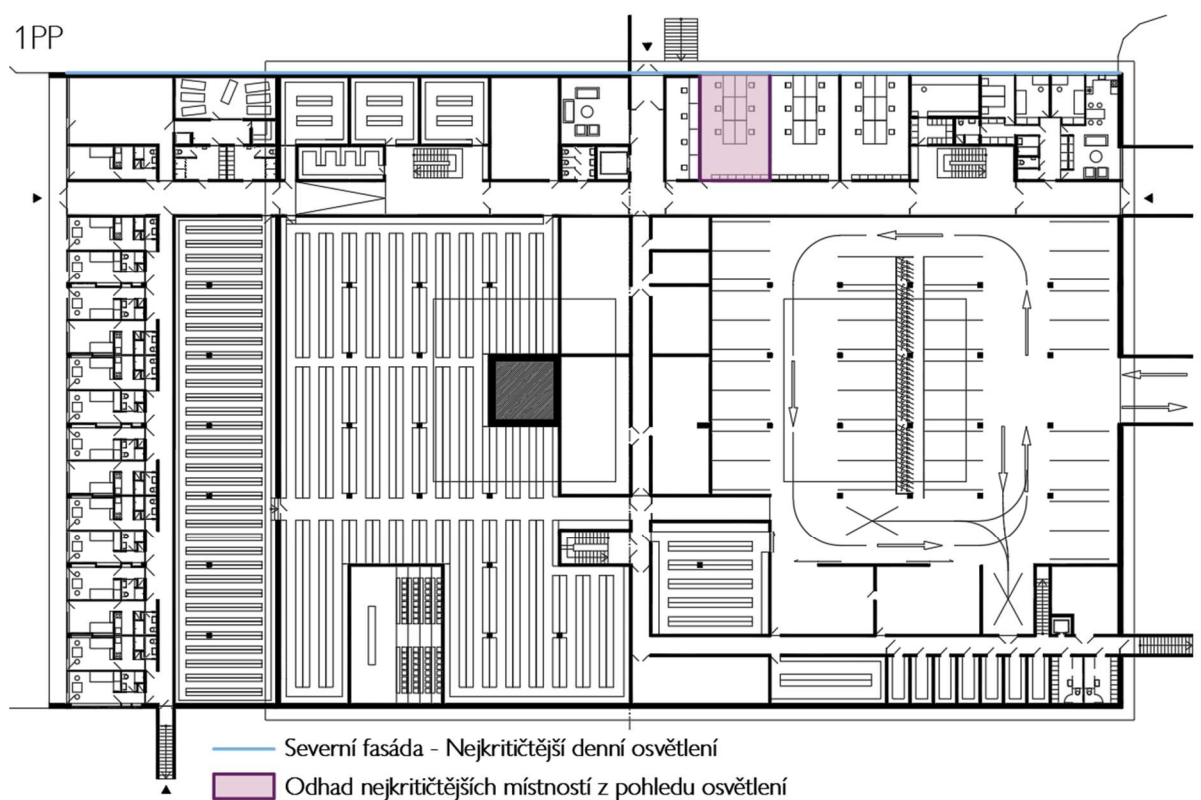 1PP
Severní fasáda - Nejkritičtější denní osvětlení
Odhad nejkritičtějších místností z pohledu osvětlení